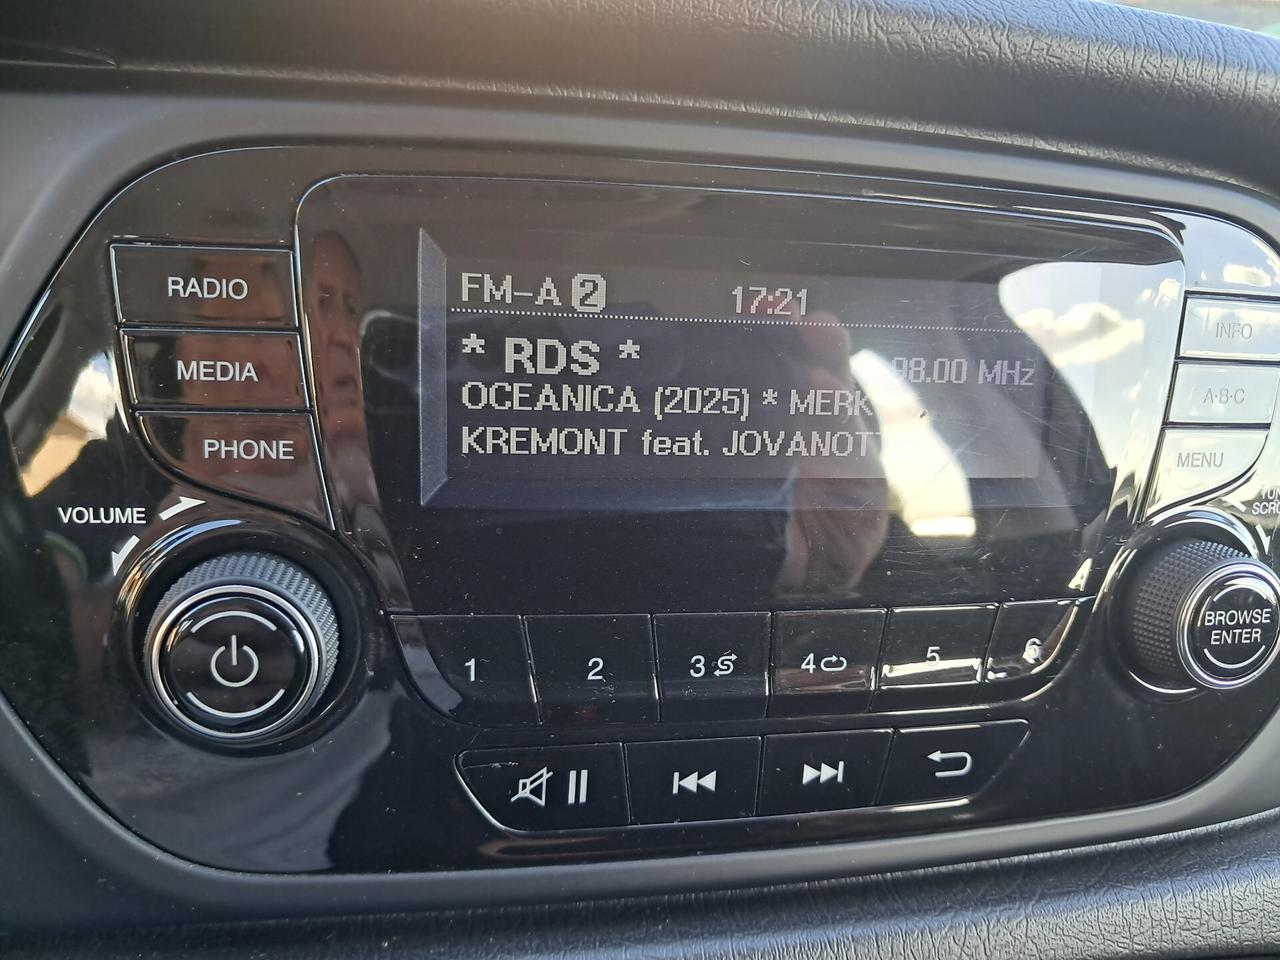 FM-A 2 17:21
* RDS * 98.00 MHz
OCEANICA (2025) * MERK
KREMONT feat. JOVANOTT
RADIO
MEDIA
PHONE
VOLUME
INFO
A·B·C
MENU
BROWSE
ENTER
1 2 3 4 5 6